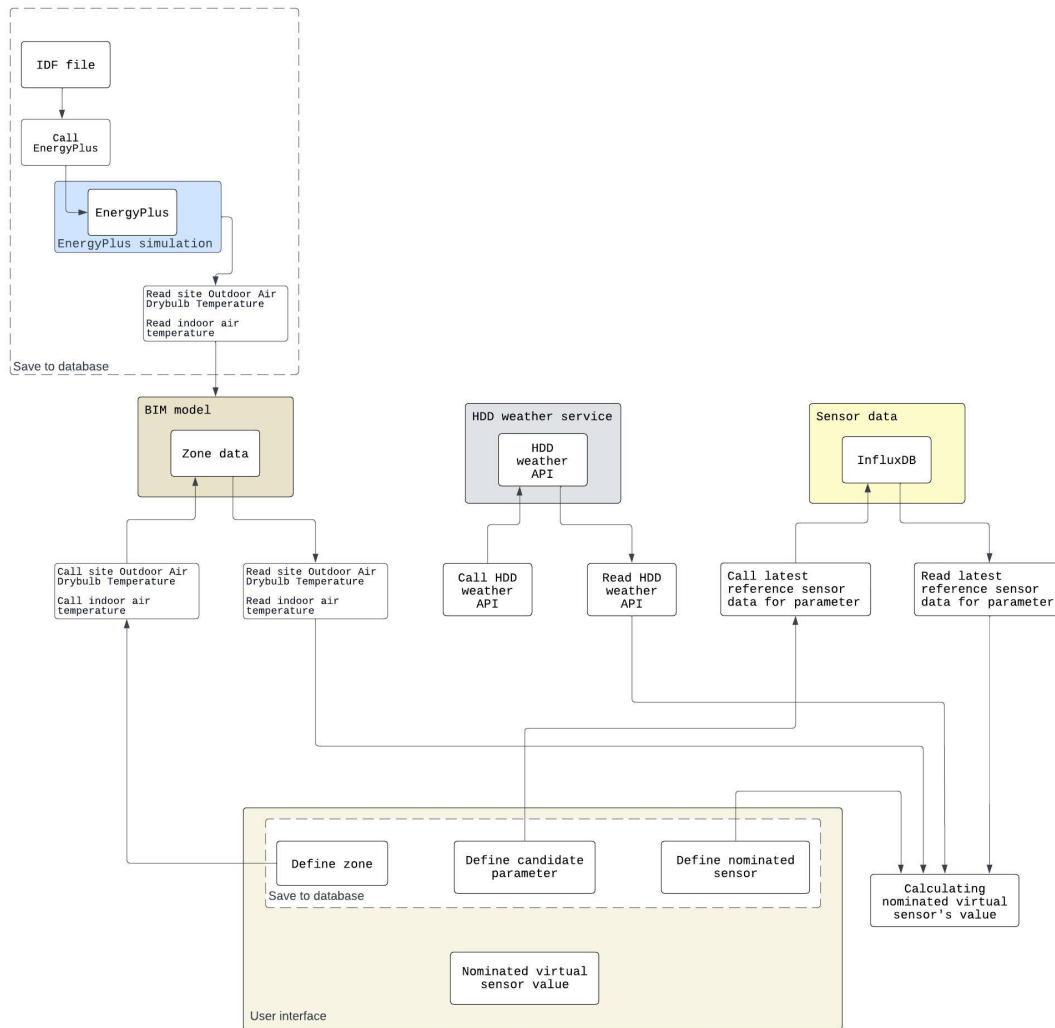 IDF file
Call
EnergyPlus
EnergyPlus
EnergyPlus simulation
Read site Outdoor Air
Drybulb Temperature
Read indoor air
temperature
Save to database
BIM model
Zone data
HDD weather service
HDD
weather
API
Sensor data
InfluxDB
Call site Outdoor Air
Drybulb Temperature
Call indoor air
temperature
Read site Outdoor Air
Drybulb Temperature
Read indoor air
temperature
Call HDD
weather
API
Read HDD
weather
API
Call latest
reference sensor
data for parameter
Read latest
reference sensor
data for parameter
Define zone
Define candidate
parameter
Define nominated
sensor
Save to database
Calculating
nominated virtual
sensor's value
Nominated virtual
sensor value
User interface